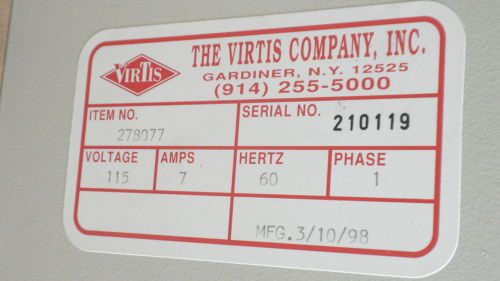 VIRTIS
THE VIRTIS COMPANY, INC.
GARDINER, N.Y. 12525
(914) 255-5000
ITEM NO. SERIAL NO.
278077 210119
VOLTAGE AMPS HERTZ PHASE
115 7 60 1
MFG.3/10/98